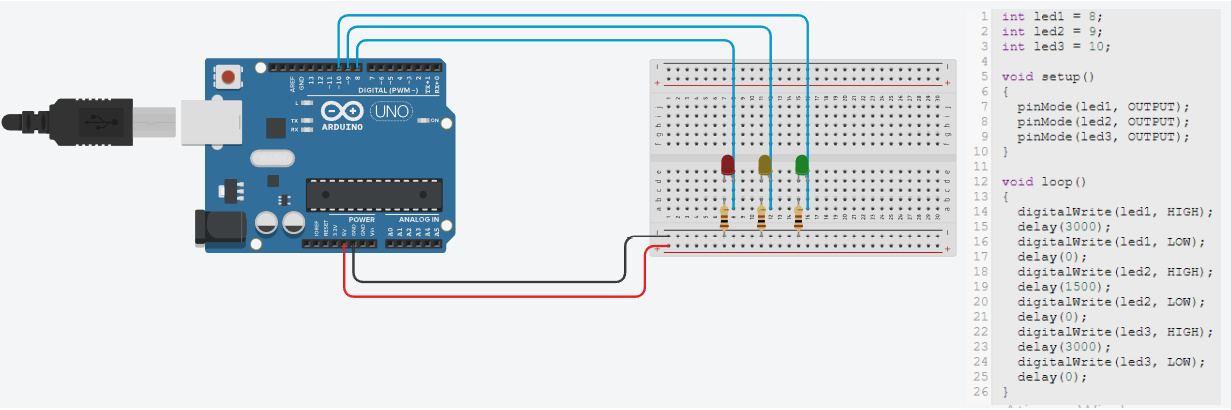 AREF
GND
13
12
~11
~10
~9
8
7
~6
~5
4
~3
2
TX→1
RX←0
DIGITAL (PWM ~)
L
TX
RX
UNO
ARDUINO
ON
POWER
ANALOG IN
IOREF
RESET
3.3V
5V
GND
GND
Vin
A0
A1
A2
A3
A4
A5
1 int led1 = 8;
2 int led2 = 9;
3 int led3 = 10;
4
5 void setup()
6 {
7   pinMode(led1, OUTPUT);
8   pinMode(led2, OUTPUT);
9   pinMode(led3, OUTPUT);
10 }
11
12 void loop()
13 {
14   digitalWrite(led1, HIGH);
15   delay(3000);
16   digitalWrite(led1, LOW);
17   delay(0);
18   digitalWrite(led2, HIGH);
19   delay(1500);
20   digitalWrite(led2, LOW);
21   delay(0);
22   digitalWrite(led3, HIGH);
23   delay(3000);
24   digitalWrite(led3, LOW);
25   delay(0);
26 }